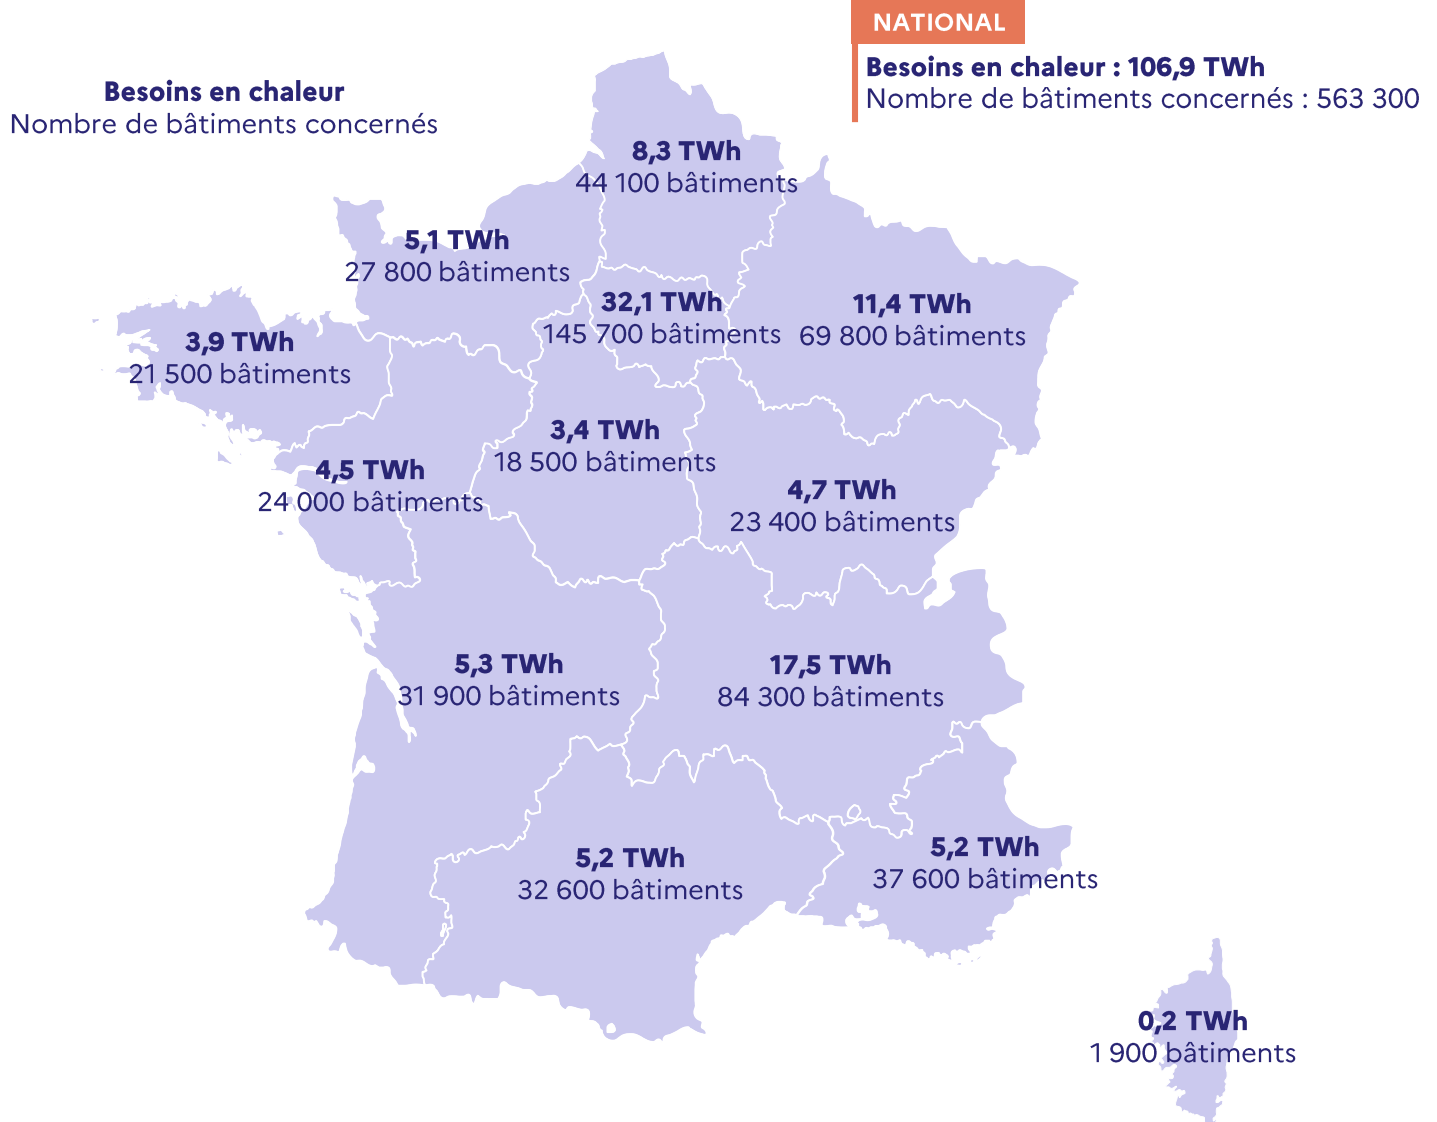 NATIONAL
Besoins en chaleur : 106,9 TWh
Nombre de bâtiments concernés : 563 300
Besoins en chaleur
Nombre de bâtiments concernés
8,3 TWh
44 100 bâtiments
5,1 TWh
27 800 bâtiments
32,1 TWh
145 700 bâtiments
11,4 TWh
69 800 bâtiments
3,9 TWh
21 500 bâtiments
3,4 TWh
18 500 bâtiments
4,5 TWh
24 000 bâtiments
4,7 TWh
23 400 bâtiments
5,3 TWh
31 900 bâtiments
17,5 TWh
84 300 bâtiments
5,2 TWh
32 600 bâtiments
5,2 TWh
37 600 bâtiments
0,2 TWh
1 900 bâtiments